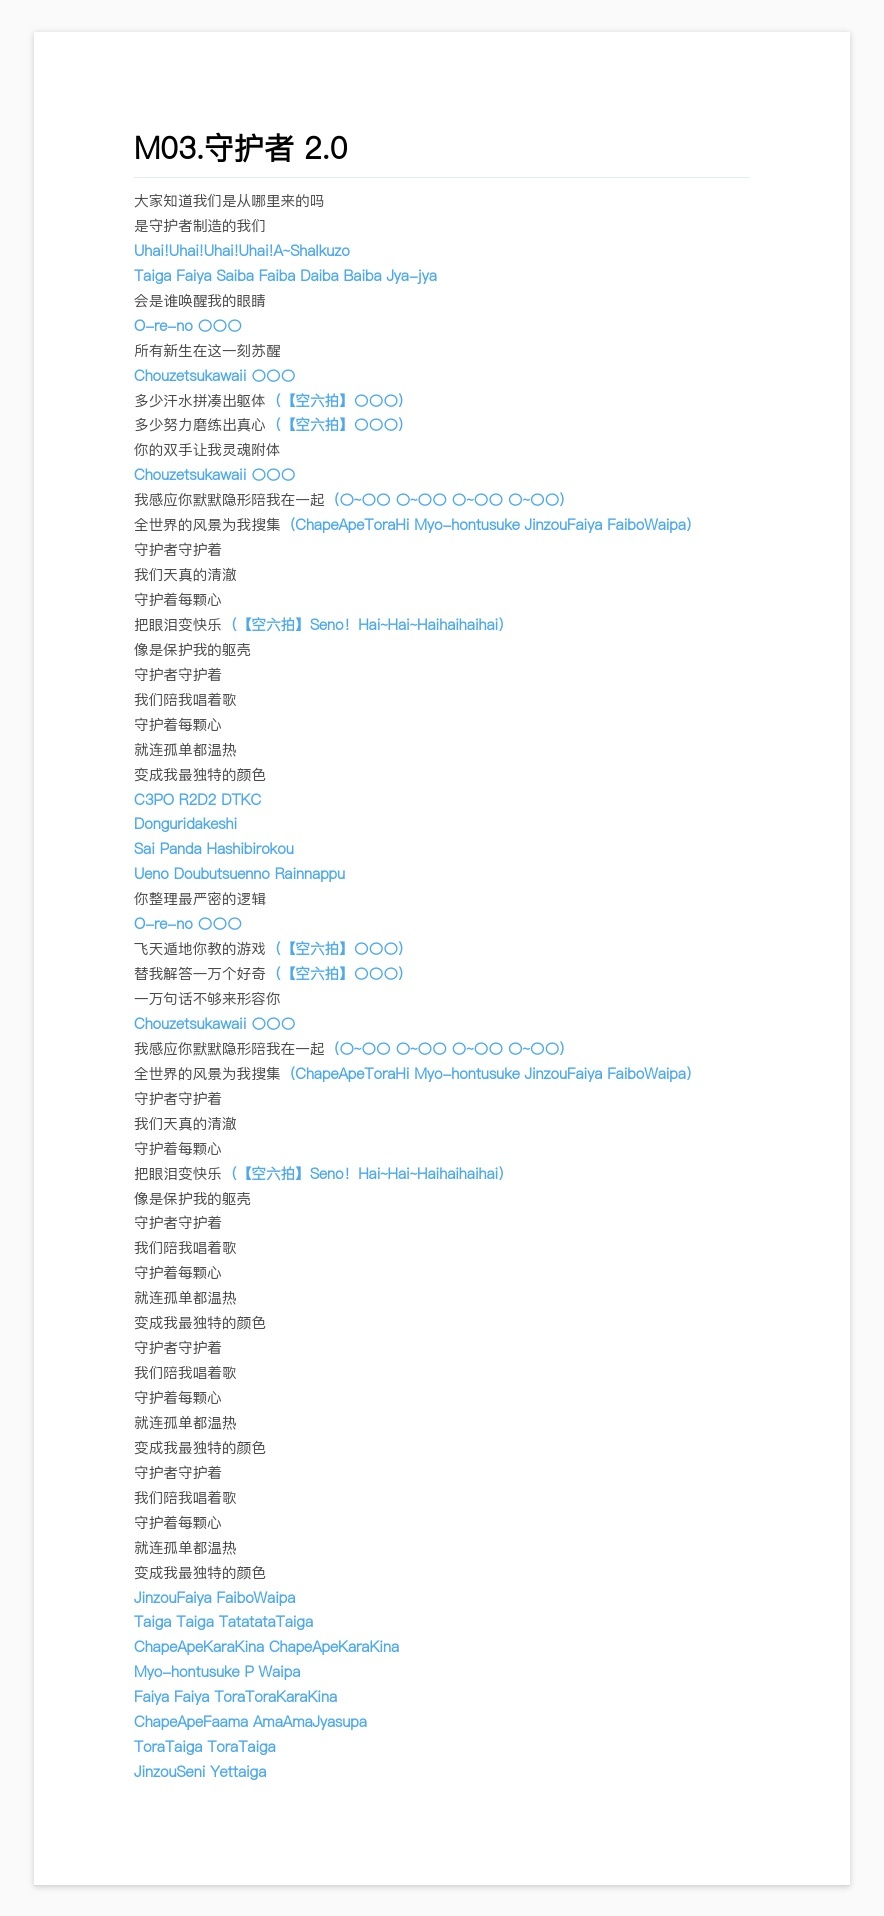 M03.守护者 2.0
大家知道我们是从哪里来的吗
是守护者制造的我们
Uhai!Uhai!Uhai!Uhai!A~Shalkuzo
Taiga Faiya Saiba Faiba Daiba Baiba Jya-jya
会是谁唤醒我的眼睛
O-re-no 〇〇〇
所有新生在这一刻苏醒
Chouzetsukawaii 〇〇〇
多少汗水拼凑出躯体（【空六拍】〇〇〇）
多少努力磨练出真心（【空六拍】〇〇〇）
你的双手让我灵魂附体
Chouzetsukawaii 〇〇〇
我感应你默默隐形陪我在一起（〇~〇〇 〇~〇〇 〇~〇〇 〇~〇〇）
全世界的风景为我搜集（ChapeApeToraHi Myo-hontusuke JinzouFaiya FaiboWaipa）
守护者守护着
我们天真的清澈
守护着每颗心
把眼泪变快乐（【空六拍】Seno！Hai~Hai~Haihaihaihai）
像是保护我的躯壳
守护者守护着
我们陪我唱着歌
守护着每颗心
就连孤单都温热
变成我最独特的颜色
C3PO R2D2 DTKC
Donguridakeshi
Sai Panda Hashibirokou
Ueno Doubutsuenno Rainnappu
你整理最严密的逻辑
O-re-no 〇〇〇
飞天遁地你教的游戏（【空六拍】〇〇〇）
替我解答一万个好奇（【空六拍】〇〇〇）
一万句话不够来形容你
Chouzetsukawaii 〇〇〇
我感应你默默隐形陪我在一起（〇~〇〇 〇~〇〇 〇~〇〇 〇~〇〇）
全世界的风景为我搜集（ChapeApeToraHi Myo-hontusuke JinzouFaiya FaiboWaipa）
守护者守护着
我们天真的清澈
守护着每颗心
把眼泪变快乐（【空六拍】Seno！Hai~Hai~Haihaihaihai）
像是保护我的躯壳
守护者守护着
我们陪我唱着歌
守护着每颗心
就连孤单都温热
变成我最独特的颜色
守护者守护着
我们陪我唱着歌
守护着每颗心
就连孤单都温热
变成我最独特的颜色
守护者守护着
我们陪我唱着歌
守护着每颗心
就连孤单都温热
变成我最独特的颜色
JinzouFaiya FaiboWaipa
Taiga Taiga TatatataTaiga
ChapeApeKaraKina ChapeApeKaraKina
Myo-hontusuke P Waipa
Faiya Faiya ToraToraKaraKina
ChapeApeFaama AmaAmaJyasupa
ToraTaiga ToraTaiga
JinzouSeni Yettaiga